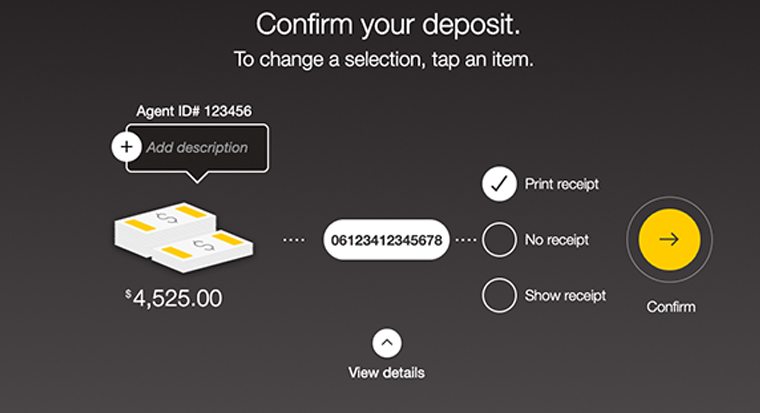 Confirm your deposit.
To change a selection, tap an item.
Agent ID# 123456
+ Add description
$ $
$4,525.00
06123412345678
Print receipt
No receipt
Show receipt
Confirm
View details